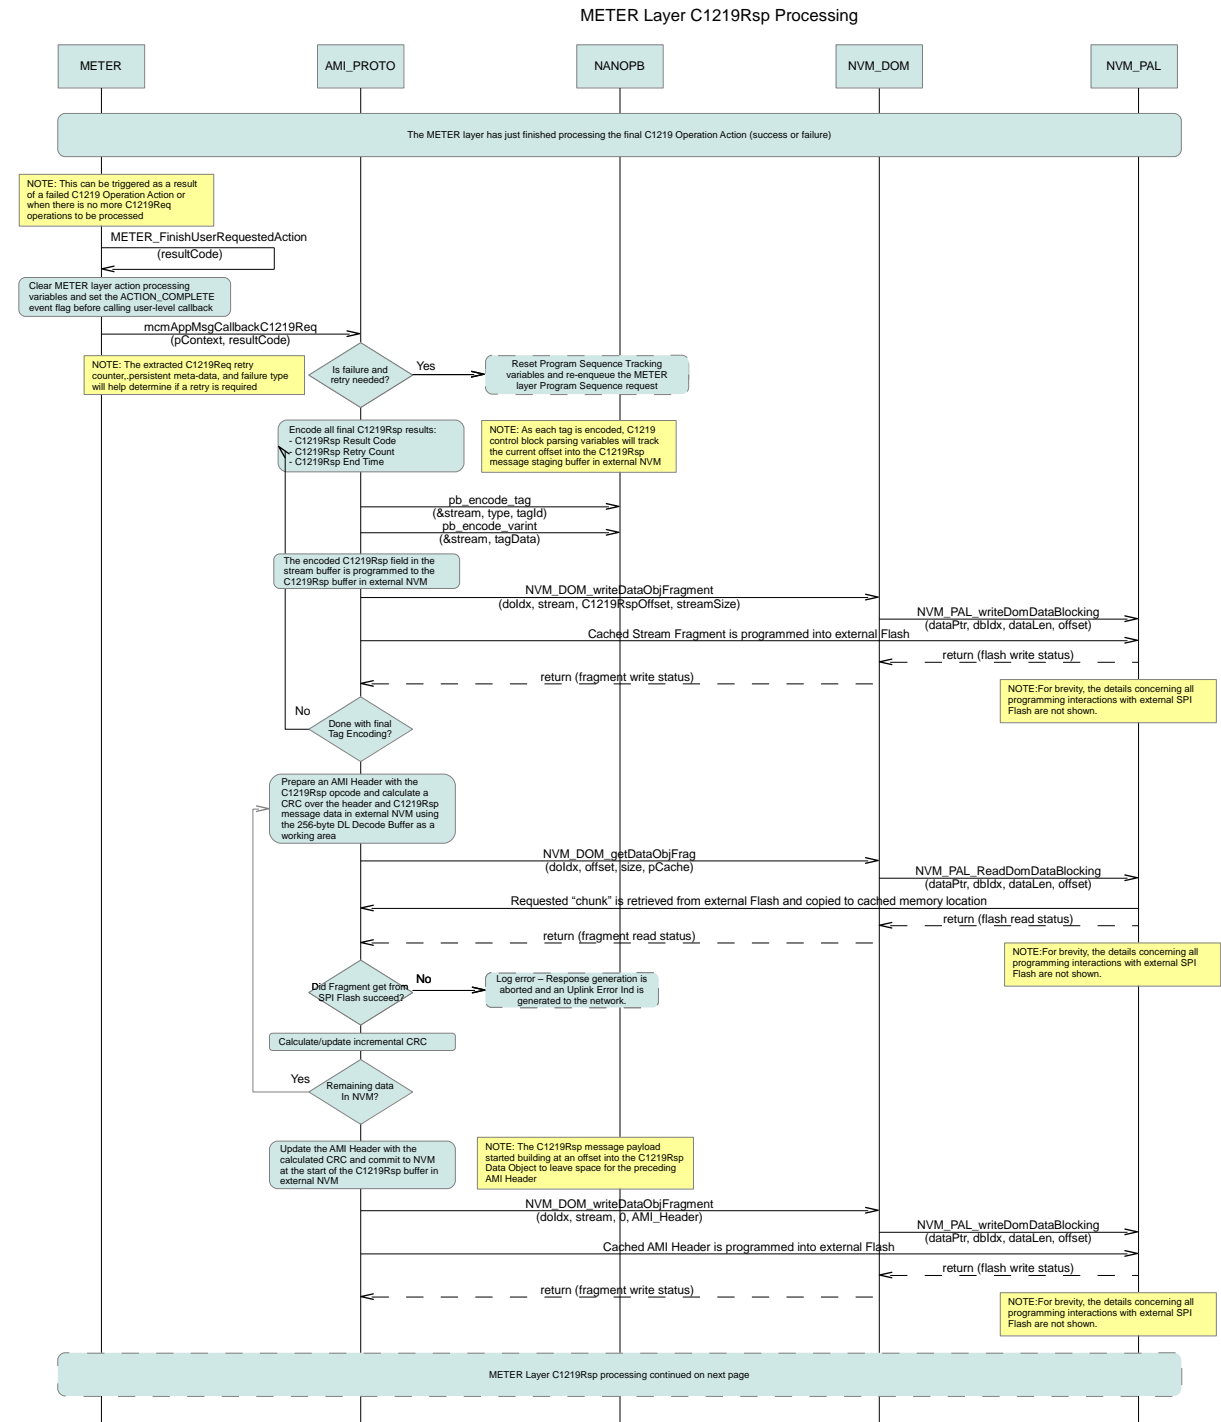 METER Layer C1219Rsp Processing
METER
AMI_PROTO
NANOPB
NVM_DOM
NVM_PAL
The METER layer has just finished processing the final C1219 Operation Action (success or failure)
NOTE: This can be triggered as a result
of a failed C1219 Operation Action or
when there is no more C1219Req
operations to be processed
METER_FinishUserRequestedAction
(resultCode)
Clear METER layer action processing
variables and set the ACTION_COMPLETE
event flag before calling user-level callback
mcmAppMsgCallbackC1219Req
(pContext, resultCode)
NOTE: The extracted C1219Req retry
counter,.persistent meta-data, and failure type
will help determine if a retry is required
Is failure and
retry needed?
Yes
Reset Program Sequence Tracking
variables and re-enqueue the METER
layer Program Sequence request
Encode all final C1219Rsp results:
- C1219Rsp Result Code
- C1219Rsp Retry Count
- C1219Rsp End Time
NOTE: As each tag is encoded, C1219
control block parsing variables will track
the current offset into the C1219Rsp
message staging buffer in external NVM
pb_encode_tag
(&stream, type, tagId)
pb_encode_varint
(&stream, tagData)
The encoded C1219Rsp field in the
stream buffer is programmed to the
C1219Rsp buffer in external NVM
NVM_DOM_writeDataObjFragment
(doIdx, stream, C1219RspOffset, streamSize)
NVM_PAL_writeDomDataBlocking
(dataPtr, dbIdx, dataLen, offset)
Cached Stream Fragment is programmed into external Flash
return (flash write status)
return (fragment write status)
NOTE:For brevity, the details concerning all
programming interactions with external SPI
Flash are not shown.
No
Done with final
Tag Encoding?
Prepare an AMI Header with the
C1219Rsp opcode and calculate a
CRC over the header and C1219Rsp
message data in external NVM using
the 256-byte DL Decode Buffer as a
working area
NVM_DOM_getDataObjFrag
(doIdx, offset, size, pCache)
NVM_PAL_ReadDomDataBlocking
(dataPtr, dbIdx, dataLen, offset)
Requested “chunk” is retrieved from external Flash and copied to cached memory location
return (flash read status)
return (fragment read status)
NOTE:For brevity, the details concerning all
programming interactions with external SPI
Flash are not shown.
Did Fragment get from
SPI Flash succeed?
No
Log error – Response generation is
aborted and an Uplink Error Ind is
generated to the network.
Calculate/update incremental CRC
Yes
Remaining data
In NVM?
Update the AMI Header with the
calculated CRC and commit to NVM
at the start of the C1219Rsp buffer in
external NVM
NOTE: The C1219Rsp message payload
started building at an offset into the C1219Rsp
Data Object to leave space for the preceding
AMI Header
NVM_DOM_writeDataObjFragment
(doIdx, stream, 0, AMI_Header)
NVM_PAL_writeDomDataBlocking
(dataPtr, dbIdx, dataLen, offset)
Cached AMI Header is programmed into external Flash
return (flash write status)
return (fragment write status)
NOTE:For brevity, the details concerning all
programming interactions with external SPI
Flash are not shown.
METER Layer C1219Rsp processing continued on next page